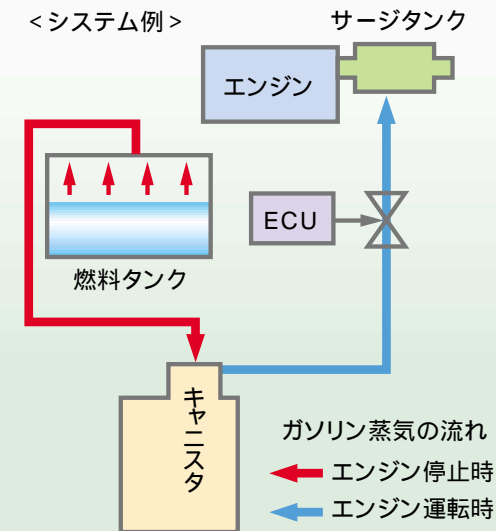 <システム例>
サージタンク
エンジン
ECU
燃料タンク
キャニスタ
ガソリン蒸気の流れ
エンジン停止時
エンジン運転時